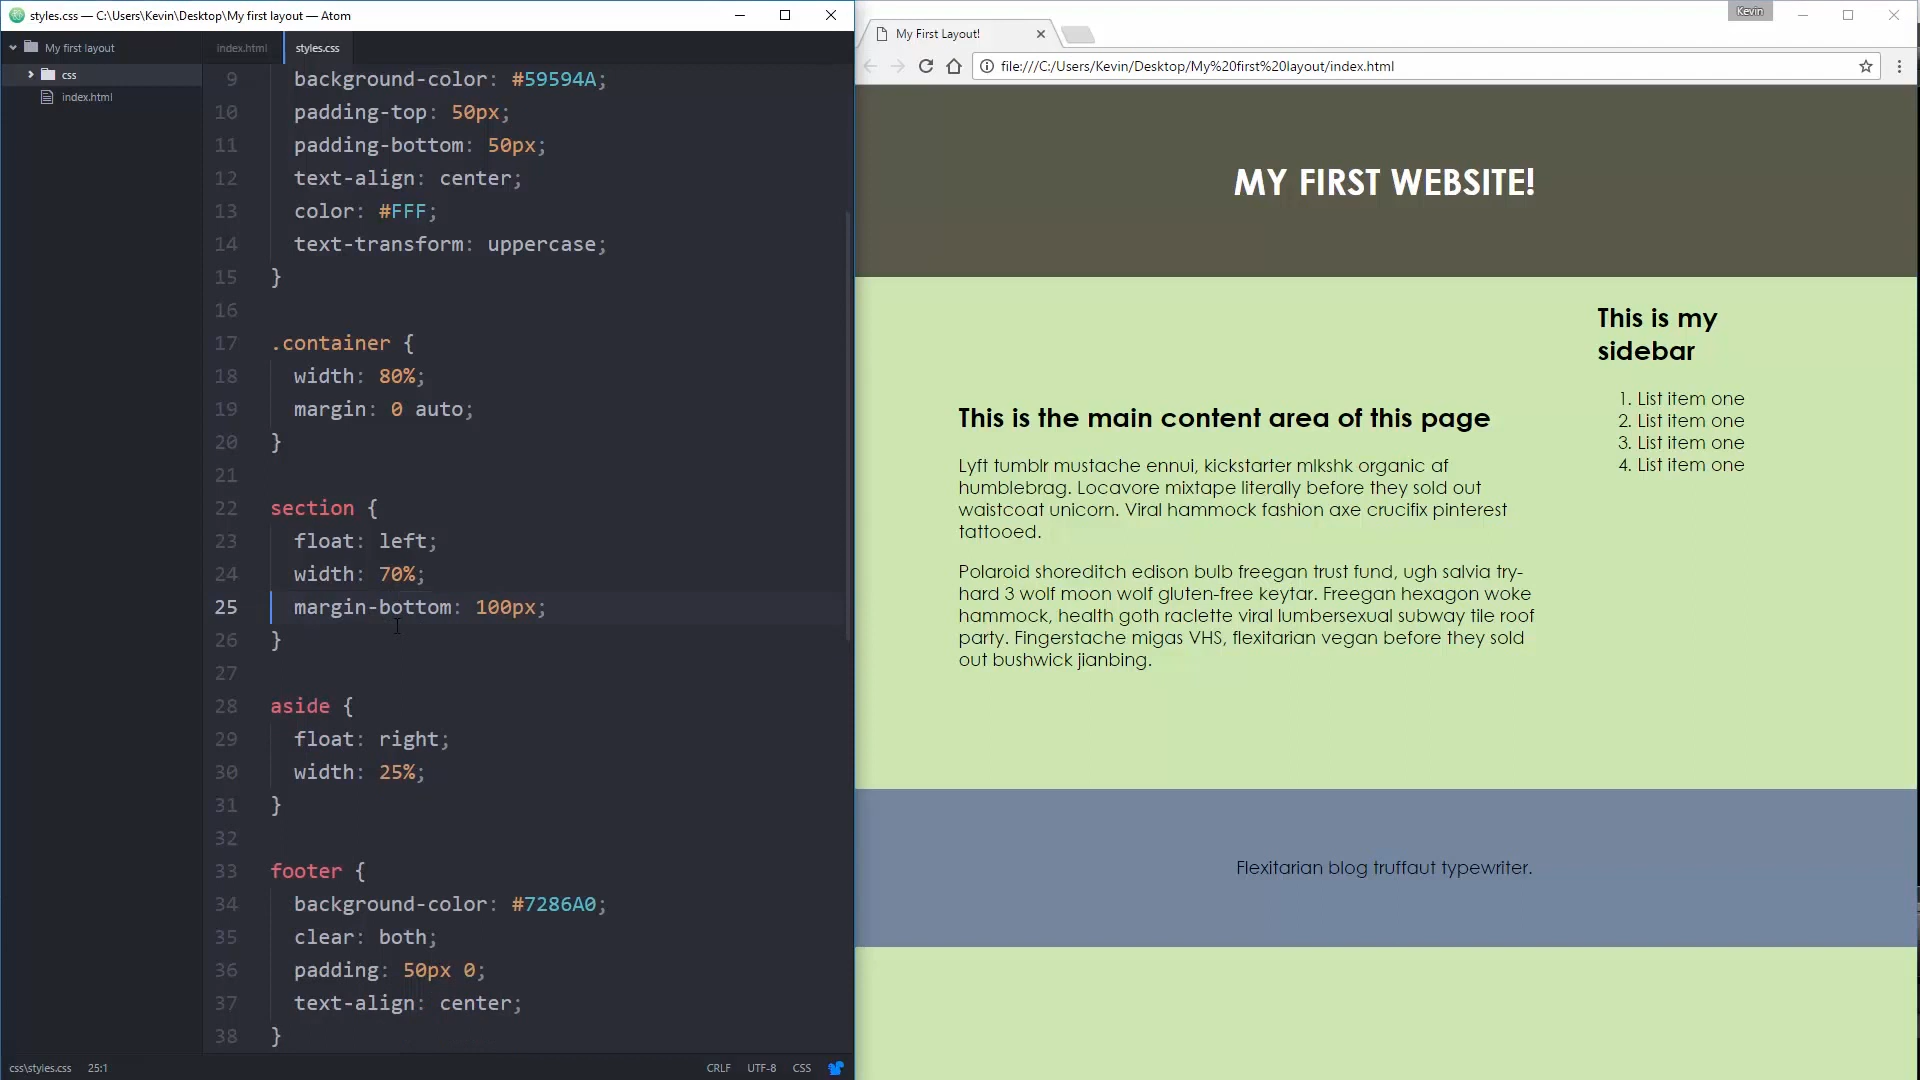 styles.css — C:\Users\Kevin\Desktop\My first layout — Atom
My first layout
css
index.html
index.html
styles.css
9 background-color: #59594A;
10 padding-top: 50px;
11 padding-bottom: 50px;
12 text-align: center;
13 color: #FFF;
14 text-transform: uppercase;
15 }
16
17 .container {
18 width: 80%;
19 margin: 0 auto;
20 }
21
22 section {
23 float: left;
24 width: 70%;
25 margin-bottom: 100px;
26 }
27
28 aside {
29 float: right;
30 width: 25%;
31 }
32
33 footer {
34 background-color: #7286A0;
35 clear: both;
36 padding: 50px 0;
37 text-align: center;
38 }
css\styles.css 25:1 CRLF UTF-8 CSS
Kevin
My First Layout!
file:///C:/Users/Kevin/Desktop/My%20first%20layout/index.html
MY FIRST WEBSITE!
This is the main content area of this page
Lyft tumblr mustache ennui, kickstarter mlkshk organic af
humblebrag. Locavore mixtape literally before they sold out
waistcoat unicorn. Viral hammock fashion axe crucifix pinterest
tattooed.
Polaroid shoreditch edison bulb freegan trust fund, ugh salvia try-
hard 3 wolf moon wolf gluten-free keytar. Freegan hexagon woke
hammock, health goth raclette viral lumbersexual subway tile roof
party. Fingerstache migas VHS, flexitarian vegan before they sold
out bushwick jianbing.
This is my
sidebar
1. List item one
2. List item one
3. List item one
4. List item one
Flexitarian blog truffaut typewriter.